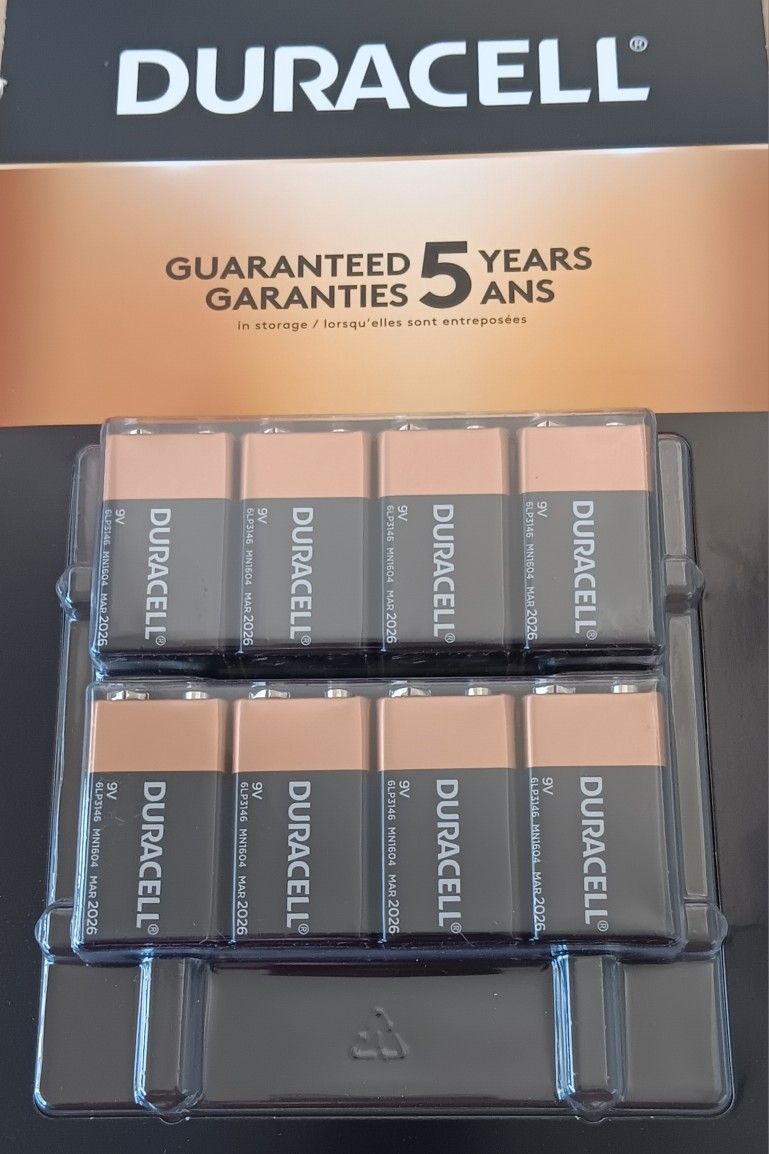 DURACELL®
GUARANTEED 5 YEARS
GARANTIES ANS
in storage / lorsqu'elles sont entreposées
DURACELL®
9V
6LP3146 MN1604 MAR 2026
DURACELL®
9V
6LP3146 MN1604 MAR 2026
DURACELL®
9V
6LP3146 MN1604 MAR 2026
DURACELL®
9V
6LP3146 MN1604 MAR 2026
DURACELL®
9V
6LP3146 MN1604 MAR 2026
DURACELL®
9V
6LP3146 MN1604 MAR 2026
DURACELL®
9V
6LP3146 MN1604 MAR 2026
DURACELL®
9V
6LP3146 MN1604 MAR 2026